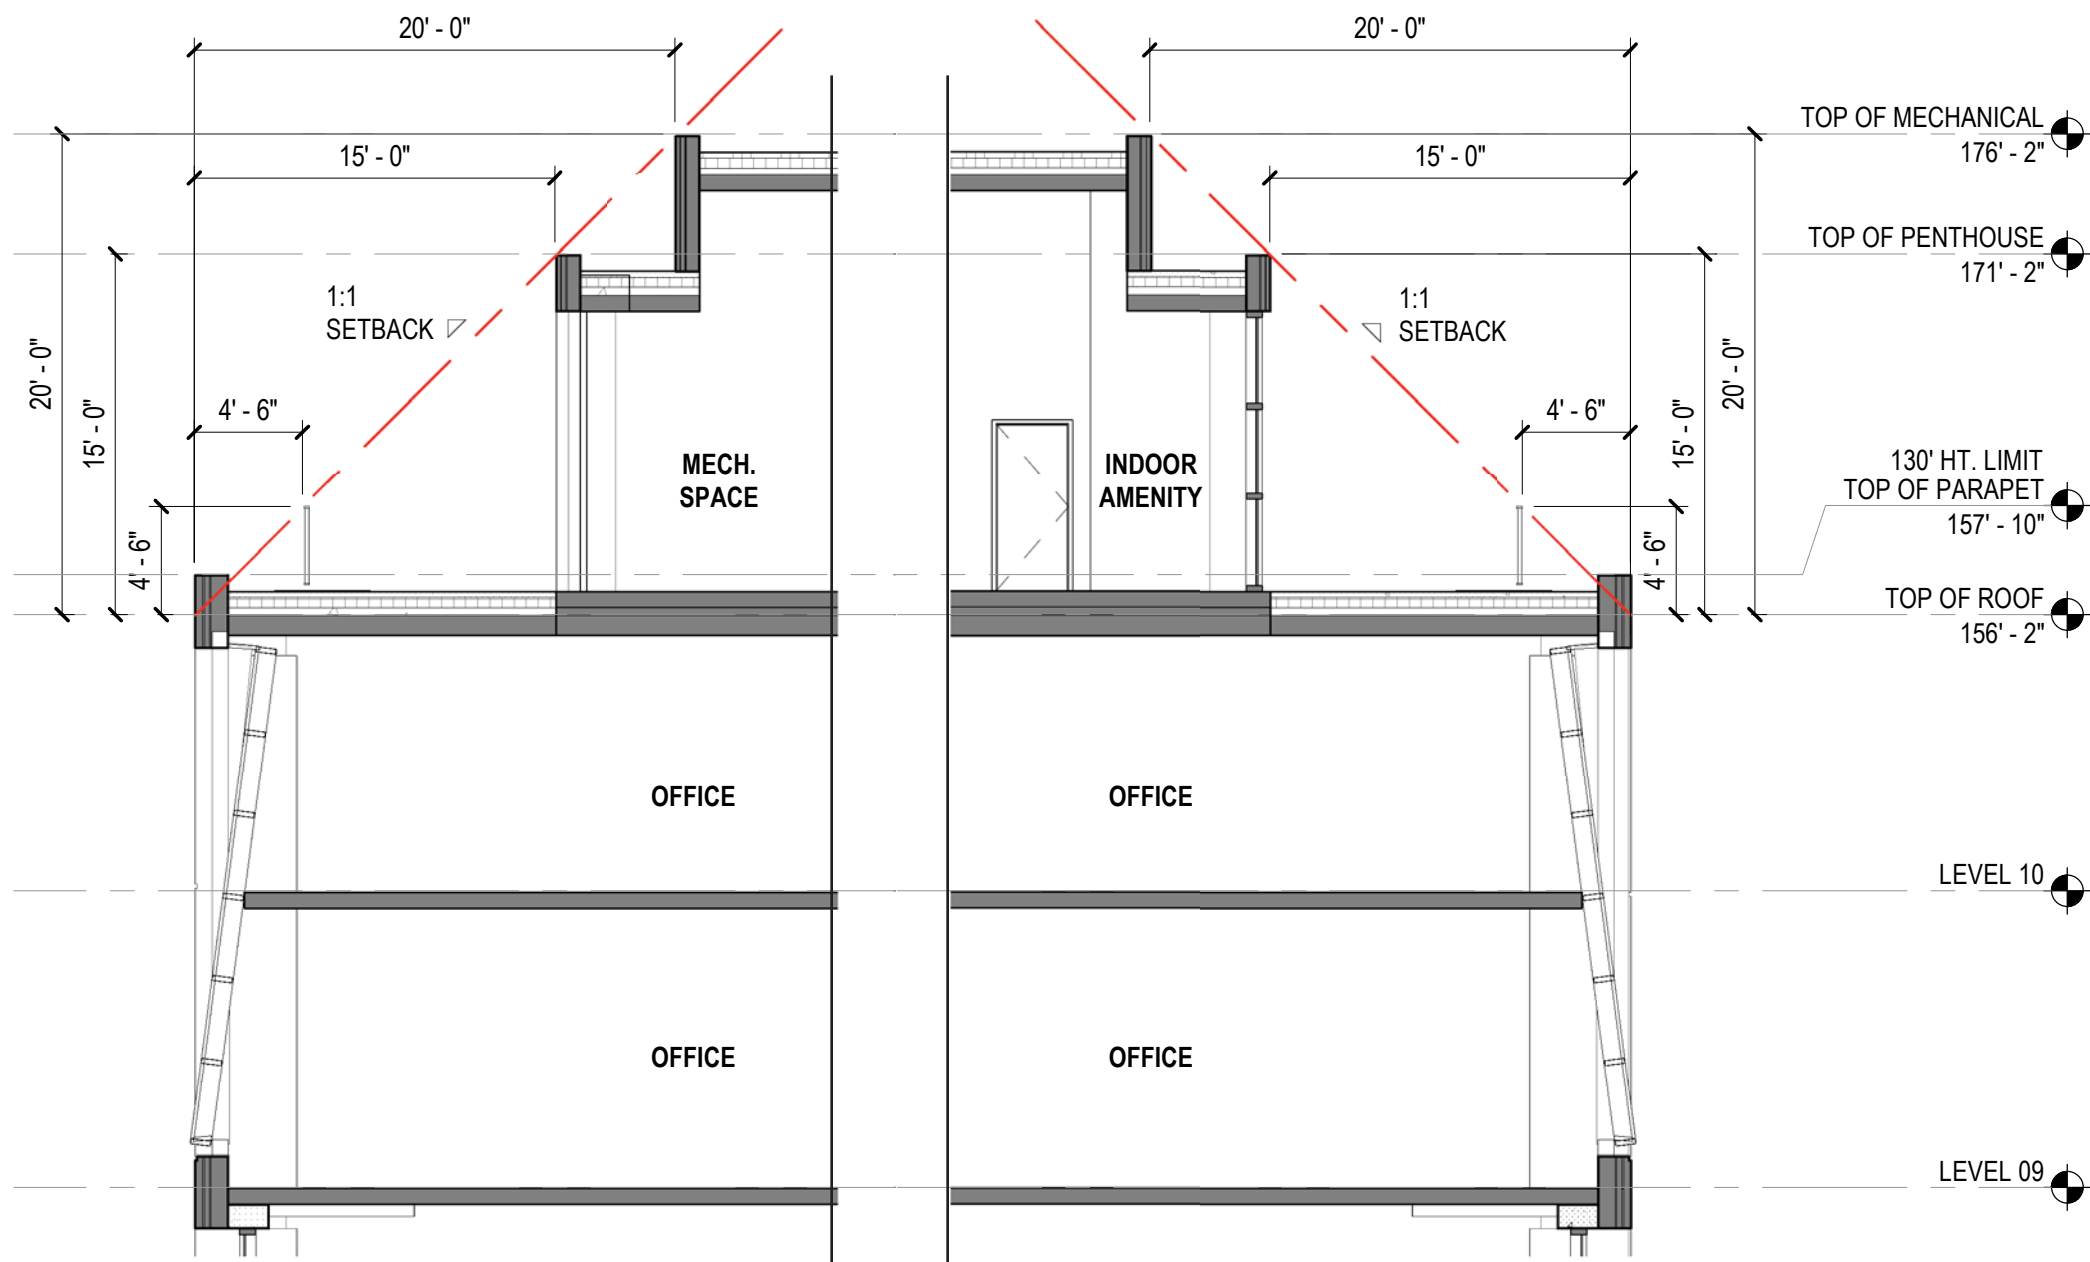 20' - 0"
20' - 0"
TOP OF MECHANICAL
176' - 2"
15' - 0"
15' - 0"
TOP OF PENTHOUSE
171' - 2"
1:1
SETBACK
1:1
SETBACK
20' - 0"
15' - 0"
4' - 6"
4' - 6"
20' - 0"
15' - 0"
MECH.
SPACE
INDOOR
AMENITY
130' HT. LIMIT
TOP OF PARAPET
157' - 10"
4' - 6"
4' - 6"
TOP OF ROOF
156' - 2"
OFFICE
OFFICE
LEVEL 10
OFFICE
OFFICE
LEVEL 09